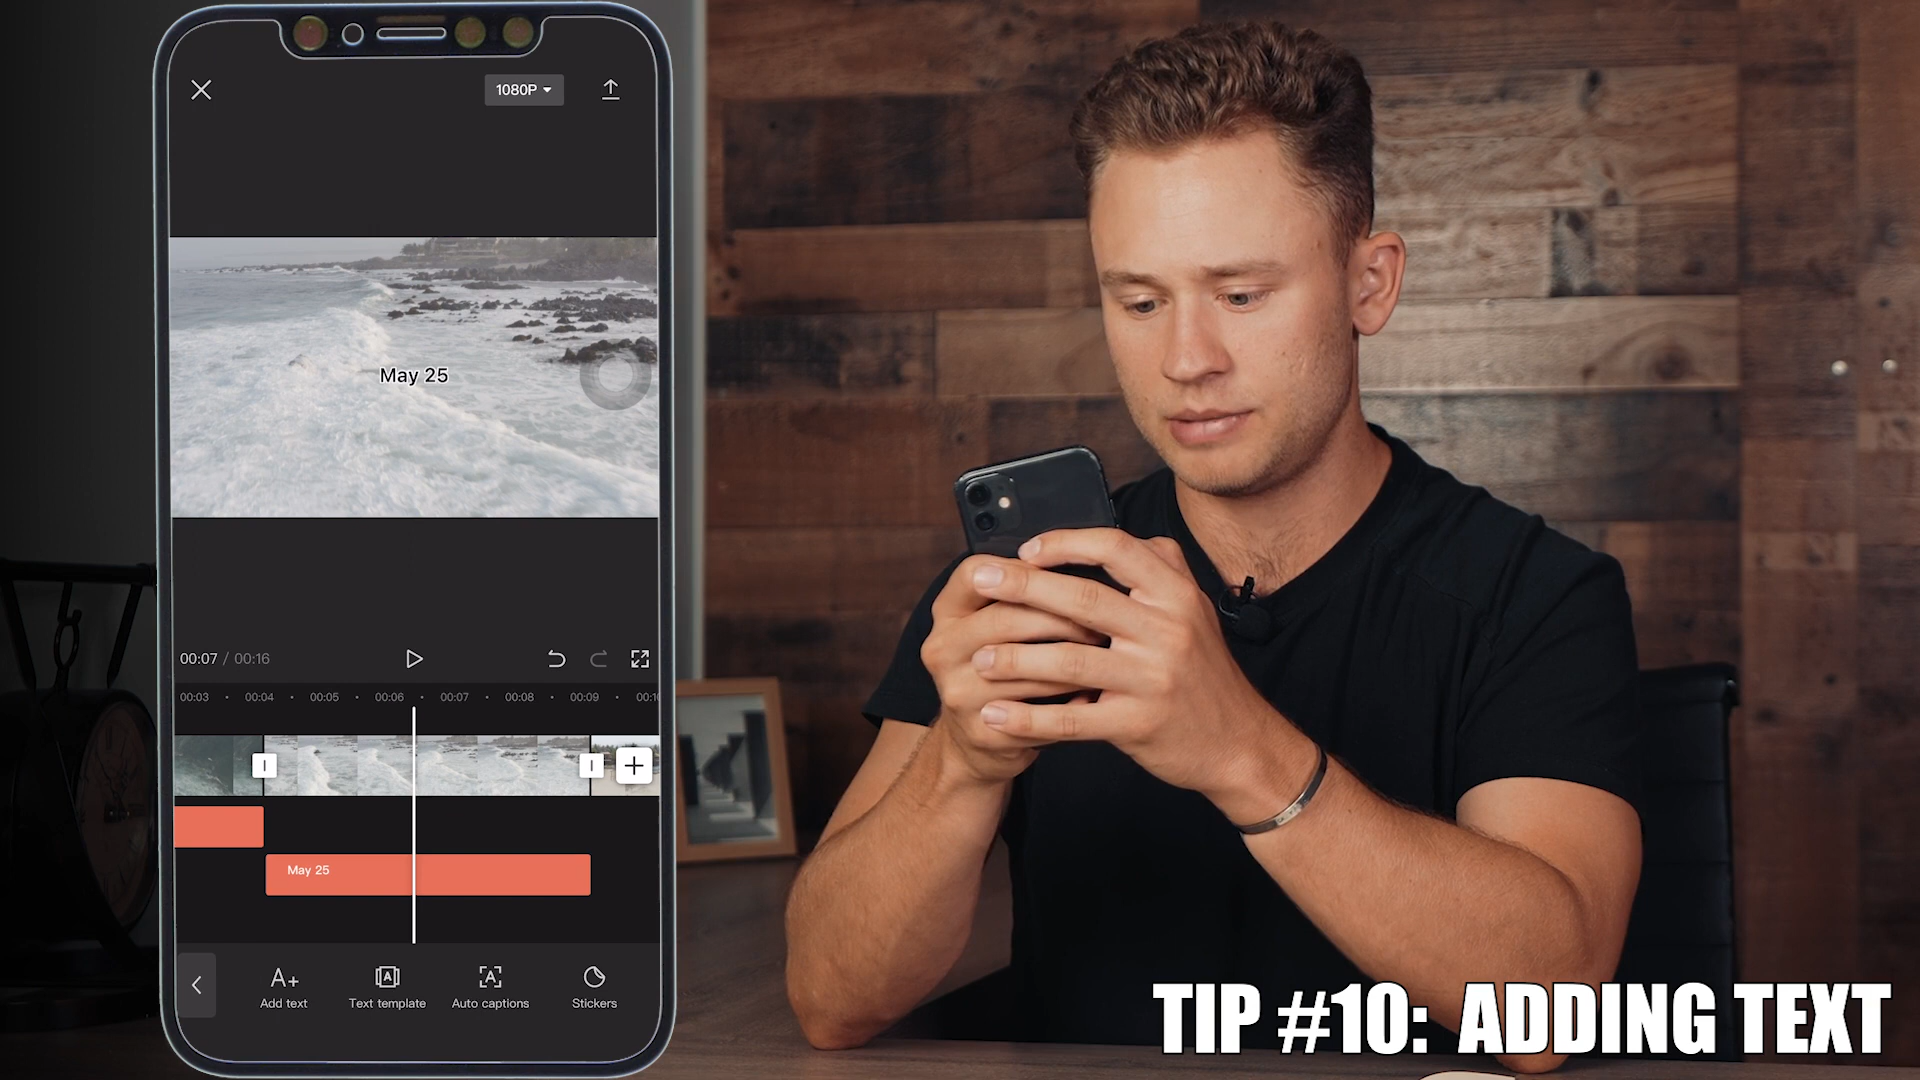 1080P
May 25
00:07 / 00:16
00:03 00:04 00:05 00:06 00:07 00:08 00:09
May 25
Add text Text template Auto captions Stickers
TIP #10: ADDING TEXT